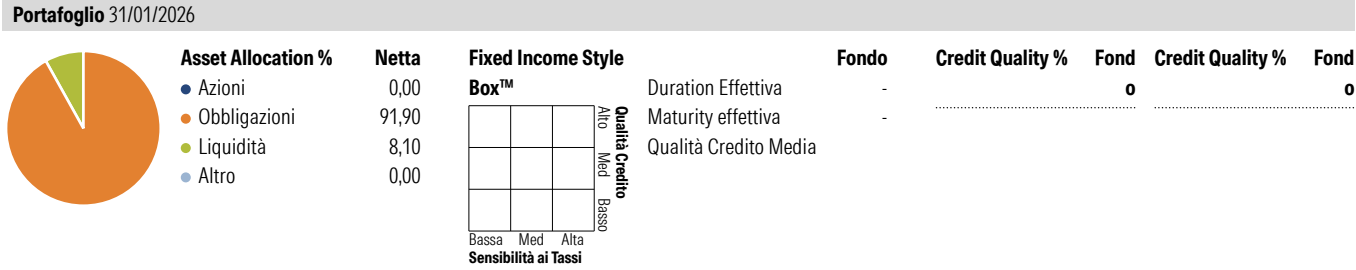 Portafoglio 31/01/2026
Asset Allocation % Netta
Azioni 0,00
Obbligazioni 91,90
Liquidità 8,10
Altro 0,00
Fixed Income Style
Box™
Alto Med Basso
Qualità Credito
Bassa Med Alta
Sensibilità ai Tassi
Fondo
Duration Effettiva -
Maturity effettiva -
Qualità Credito Media
Credit Quality % Fond
o
Credit Quality % Fond
o